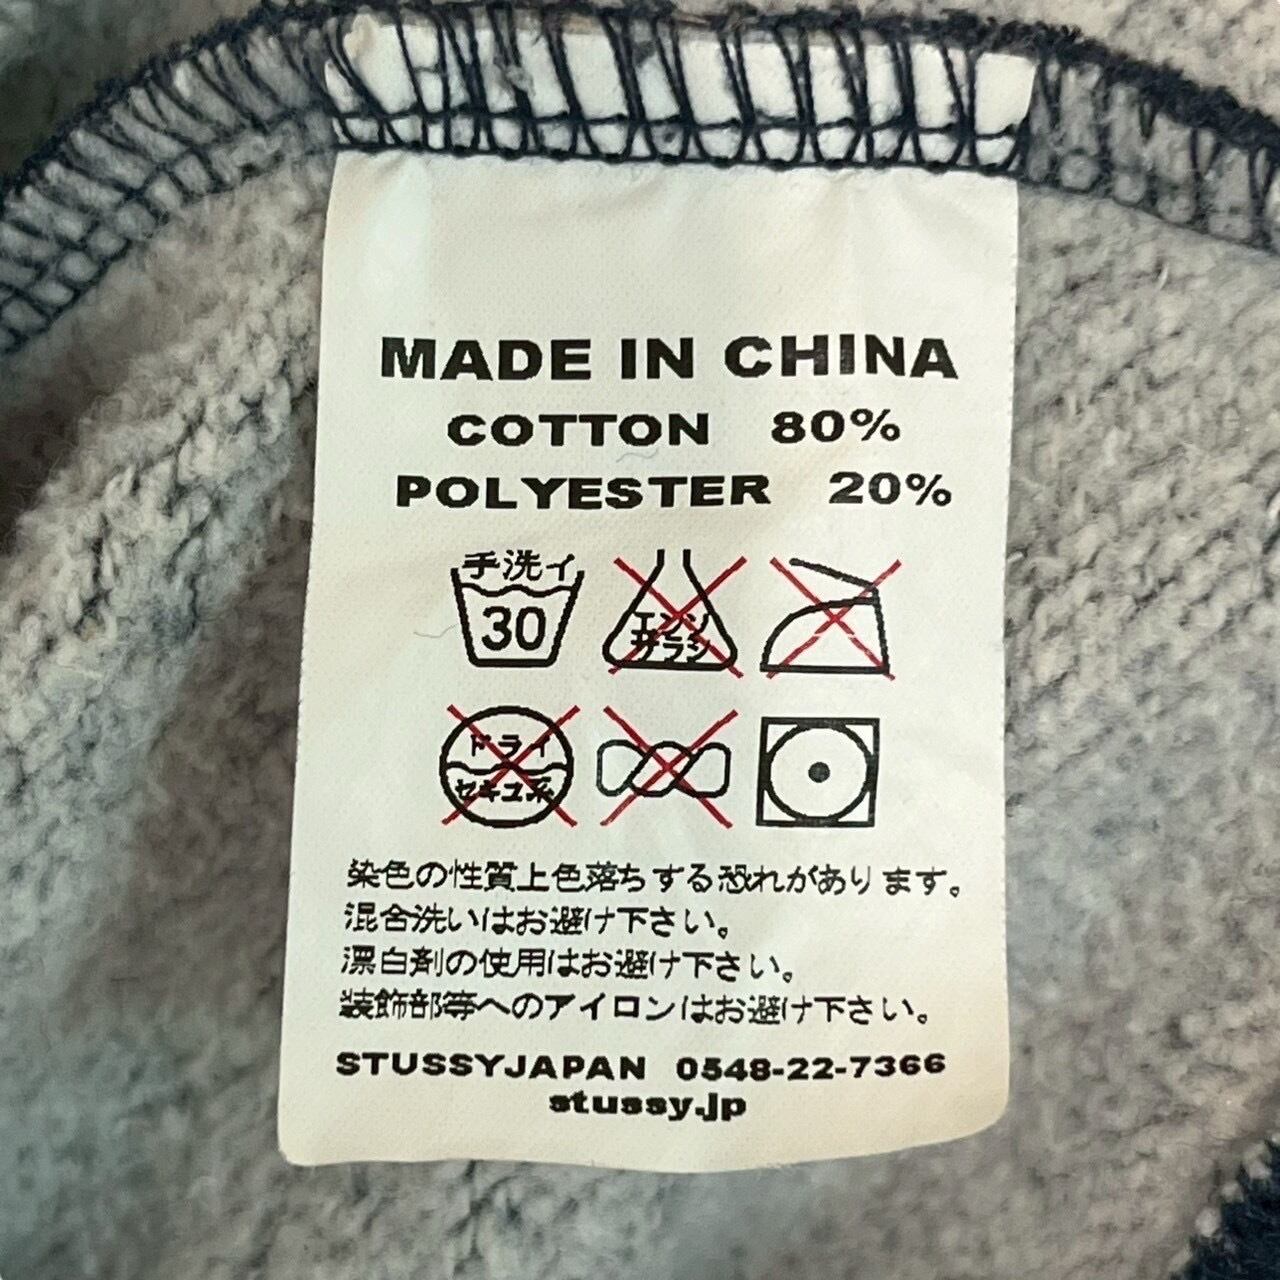 MADE IN CHINA
COTTON 80%
POLYESTER 20%
手洗イ
30
エンソ
サラシ
ドライ
セキユ系
染色の性質上色落ちする恐れがあります。
混合洗いはお避け下さい。
漂白剤の使用はお避け下さい。
装飾部等へのアイロンはお避け下さい。
STUSSYJAPAN 0548-22-7366
stussy.jp